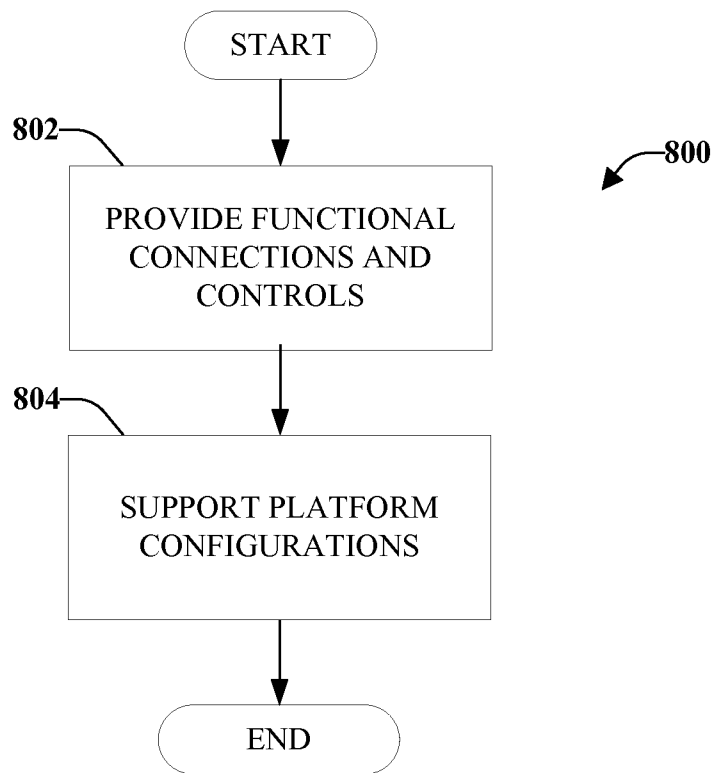 START
802
800
PROVIDE FUNCTIONAL
CONNECTIONS AND
CONTROLS
804
SUPPORT PLATFORM
CONFIGURATIONS
END